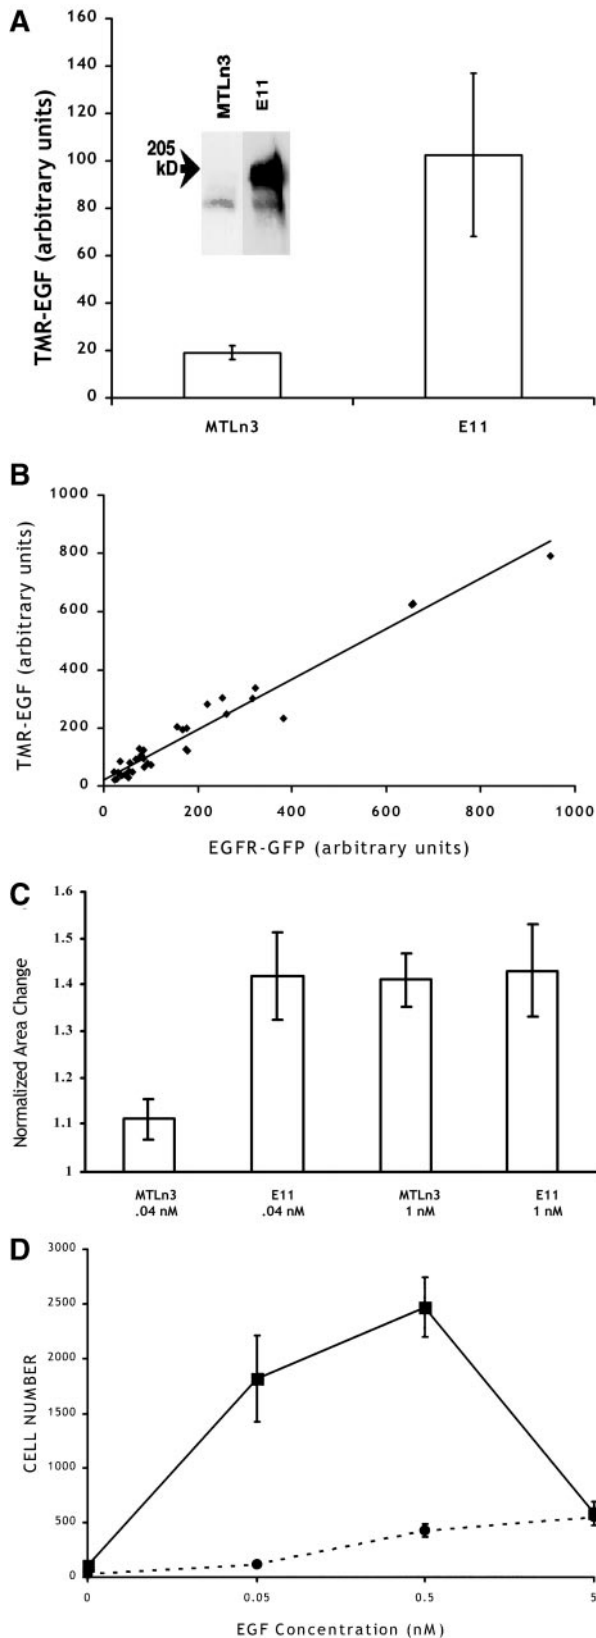 A
TMR-EGF (arbitrary units)
160
140
120
100
80
60
40
20
0
MTLn3
E11
205
kD
MTLn3
E11
B
TMR-EGF (arbitrary units)
1000
800
600
400
200
0
0
200
400
600
800
1000
EGFR-GFP (arbitrary units)
C
Normalized Area Change
1.6
1.5
1.4
1.3
1.2
1.1
1
MTLn3
.04 nM
E11
.04 nM
MTLn3
1 nM
E11
1 nM
D
CELL NUMBER
3000
2500
2000
1500
1000
500
0
0
0.05
0.5
5
EGF Concentration (nM)